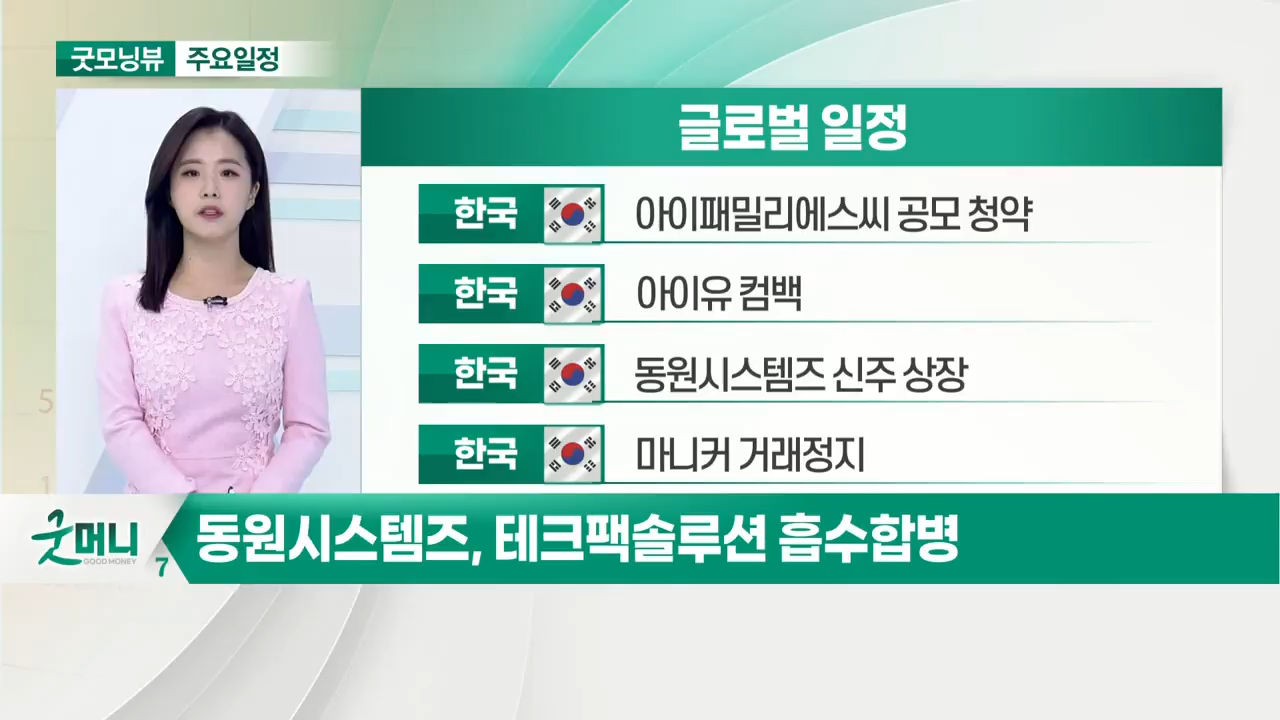 굿모닝뷰 주요일정
글로벌 일정
한국 아이패밀리에스씨 공모 청약
한국 아이유 컴백
한국 동원시스템즈 신주 상장
5
한국 마니커 거래정지
1
동원시스템즈, 테크팩솔루션 흡수합병
굿머니
GOOD MONEY
7